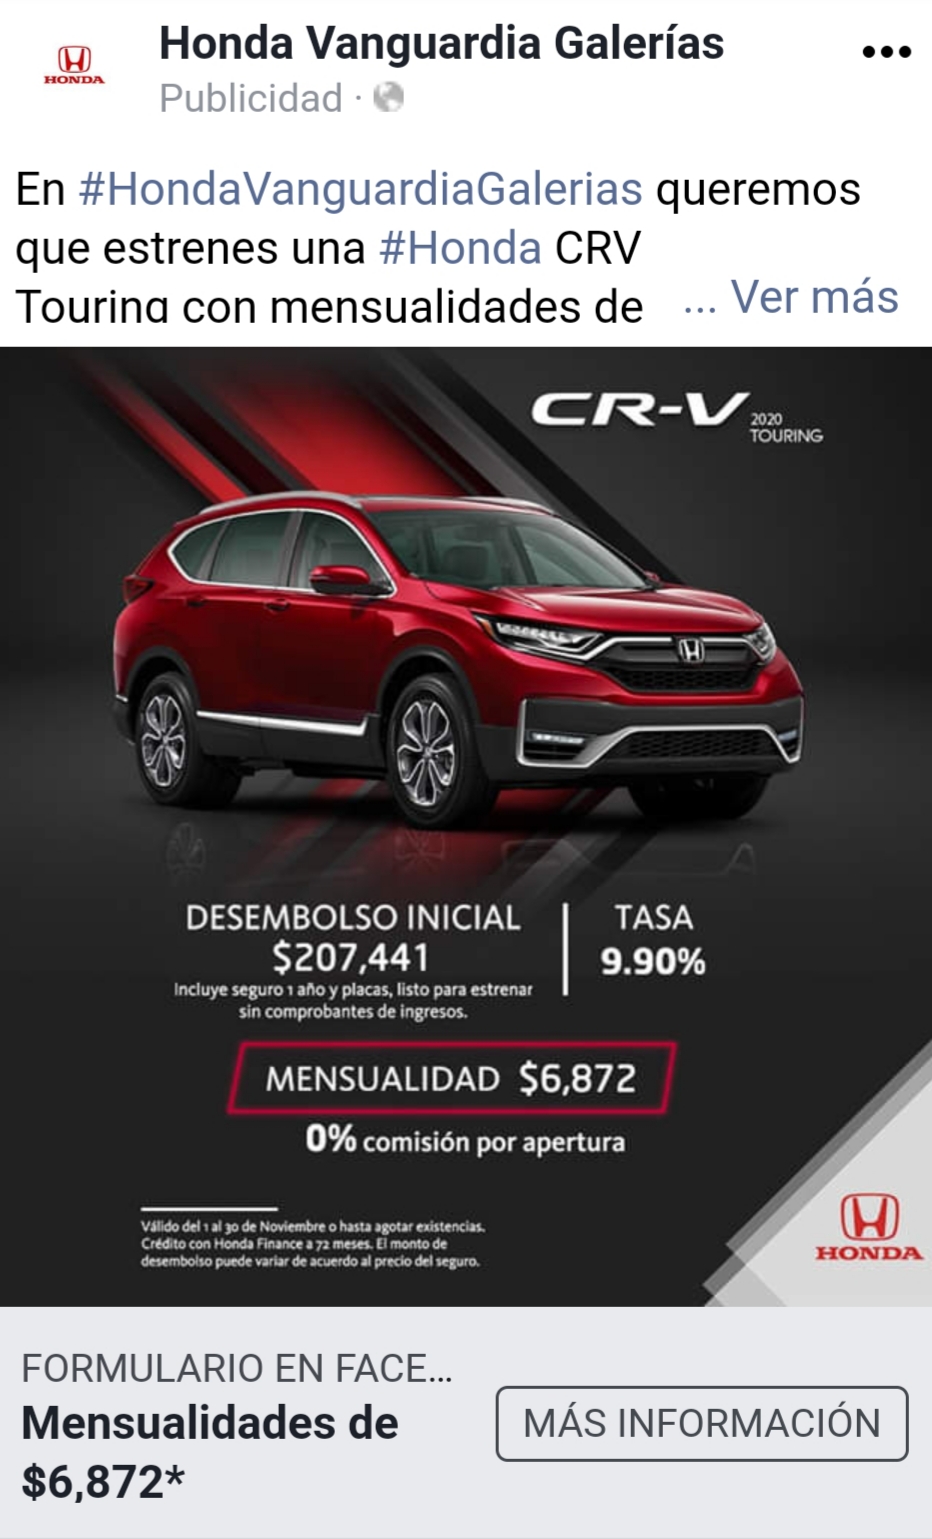 HONDA
Honda Vanguardia Galerías
Publicidad ·
En #HondaVanguardiaGalerias queremos
que estrenes una #Honda CRV
Touring con mensualidades de ... Ver más
CR-V 2020
TOURING
DESEMBOLSO INICIAL
$207,441
Incluye seguro 1 año y placas, listo para estrenar
sin comprobantes de ingresos.
TASA
9.90%
MENSUALIDAD $6,872
0% comisión por apertura
Válido del 1 al 30 de Noviembre o hasta agotar existencias.
Crédito con Honda Finance a 72 meses. El monto de
desembolso puede variar de acuerdo al precio del seguro.
HONDA
FORMULARIO EN FACE...
Mensualidades de
$6,872*
MÁS INFORMACIÓN